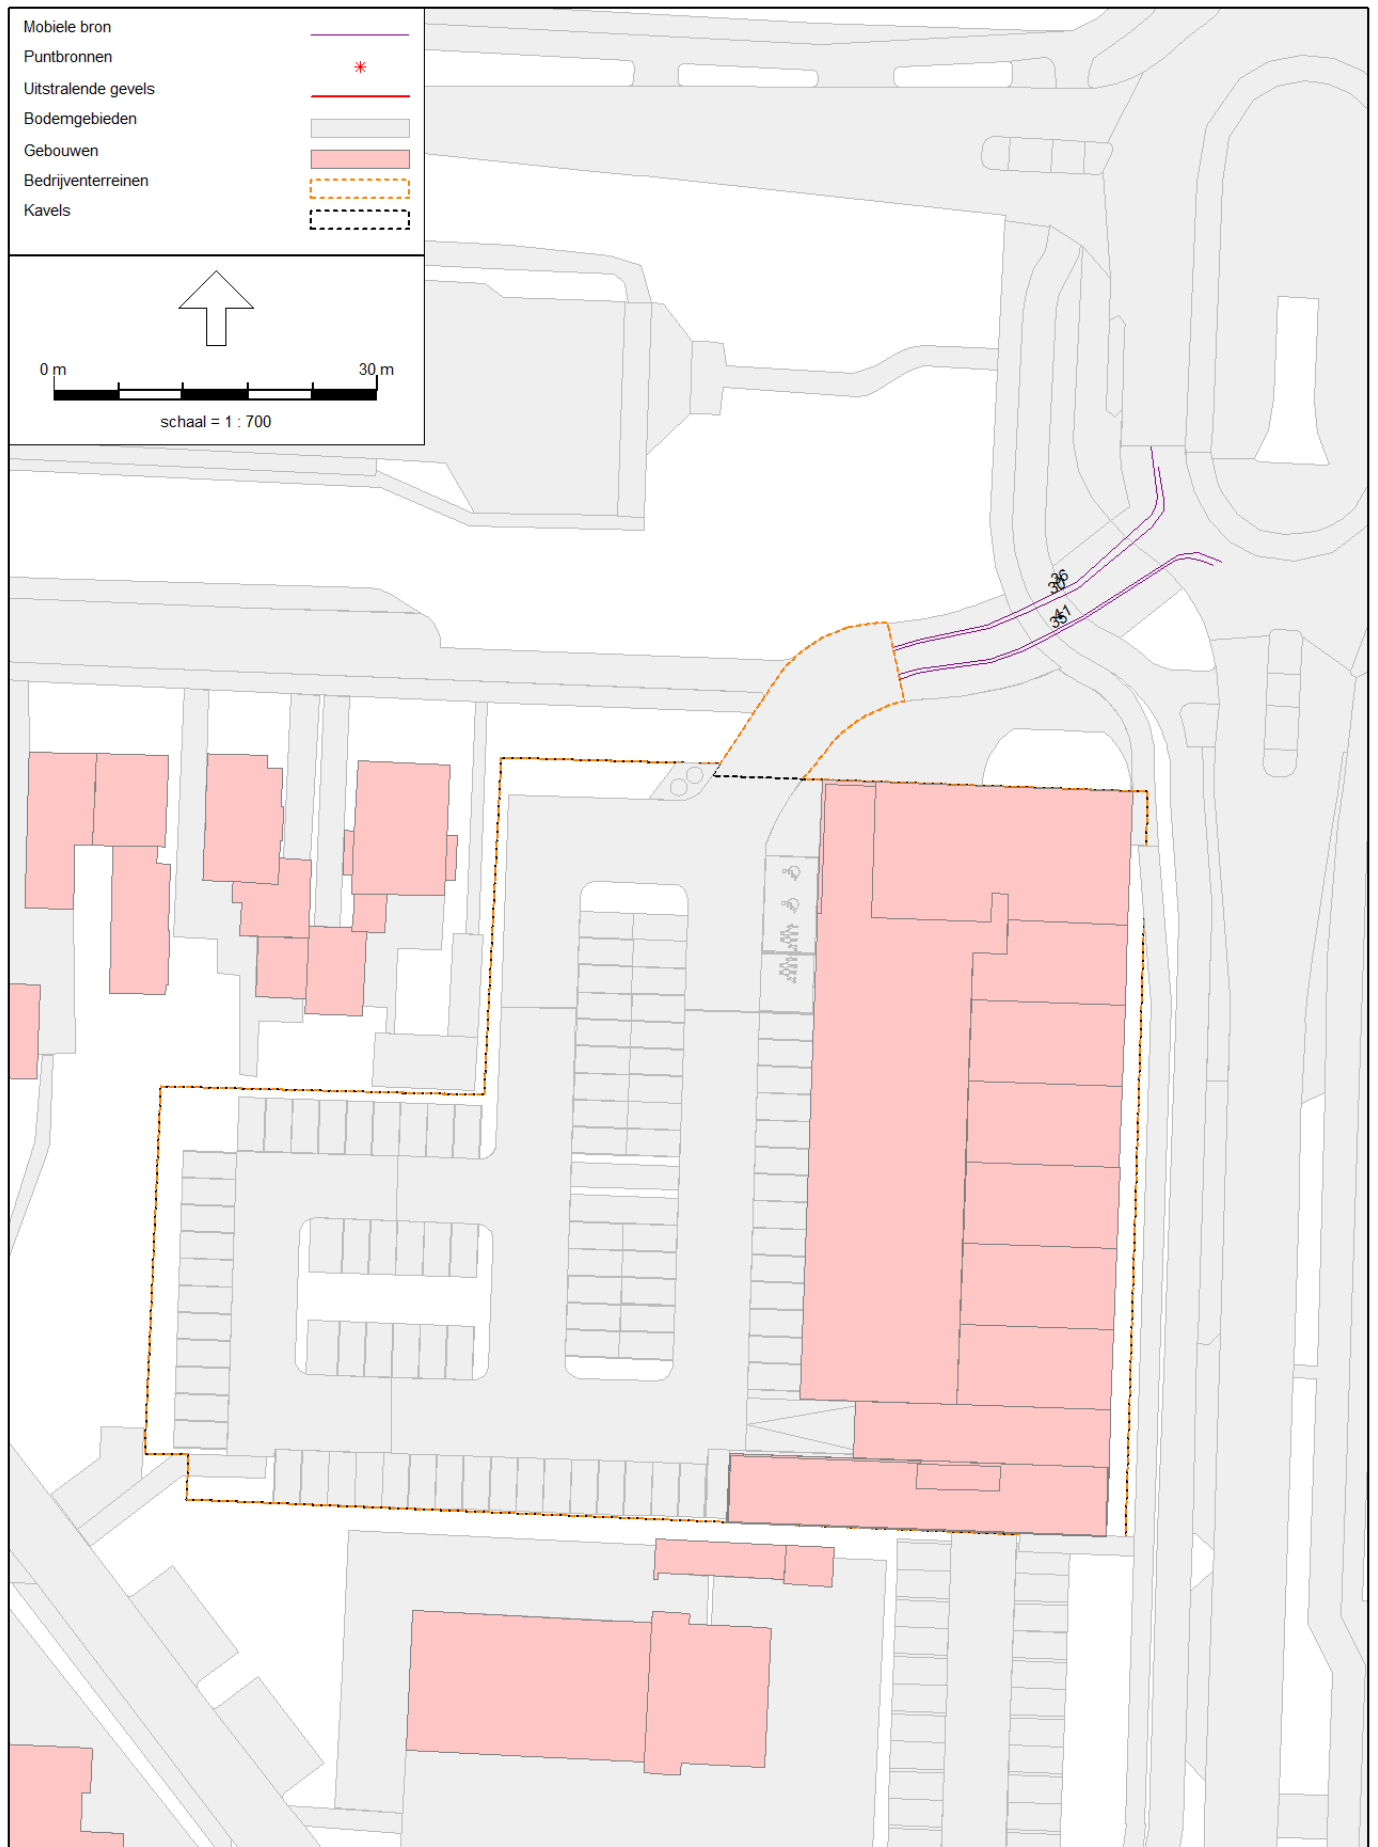 Mobiele bron
Puntbronnen
Uitstralende gevels
Bodemgebieden
Gebouwen
Bedrijventerreinen
Kavels
0 m 30 m
schaal = 1 : 700